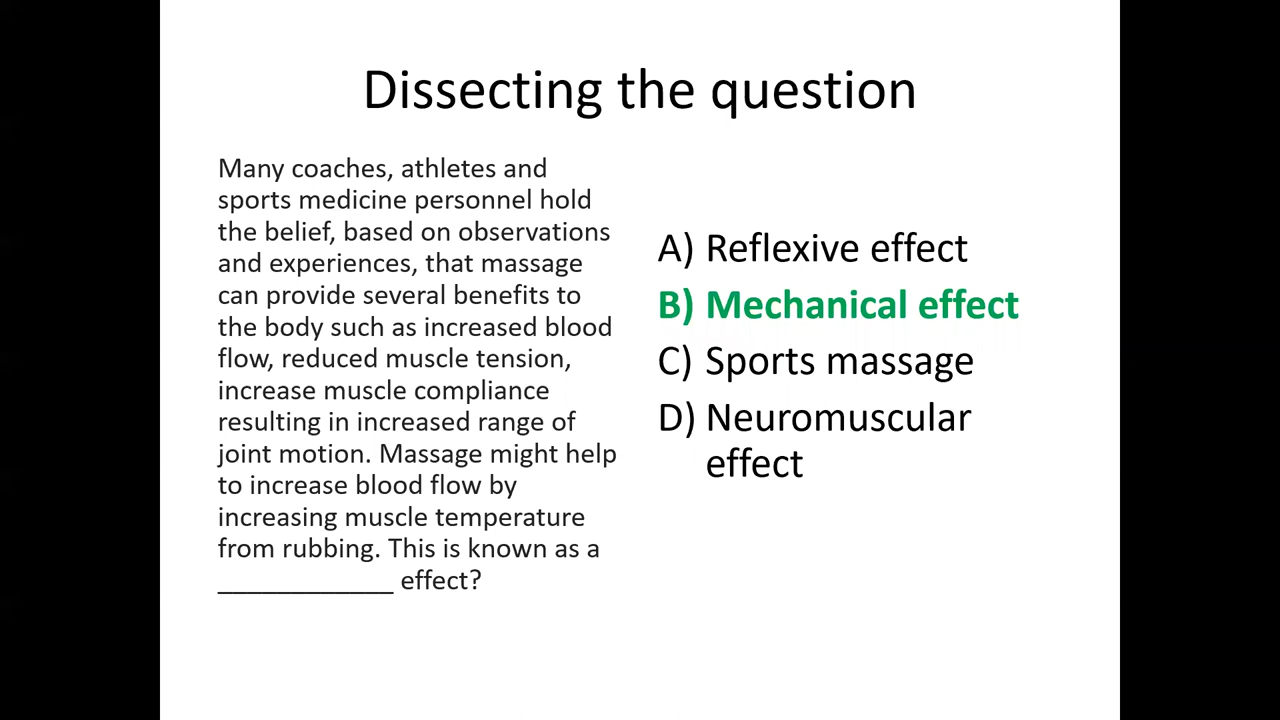 Dissecting the question
Many coaches, athletes and
sports medicine personnel hold
the belief, based on observations
and experiences, that massage
can provide several benefits to
the body such as increased blood
flow, reduced muscle tension,
increase muscle compliance
resulting in increased range of
joint motion. Massage might help
to increase blood flow by
increasing muscle temperature
from rubbing. This is known as a
____________ effect?
A) Reflexive effect
B) Mechanical effect
C) Sports massage
D) Neuromuscular
effect